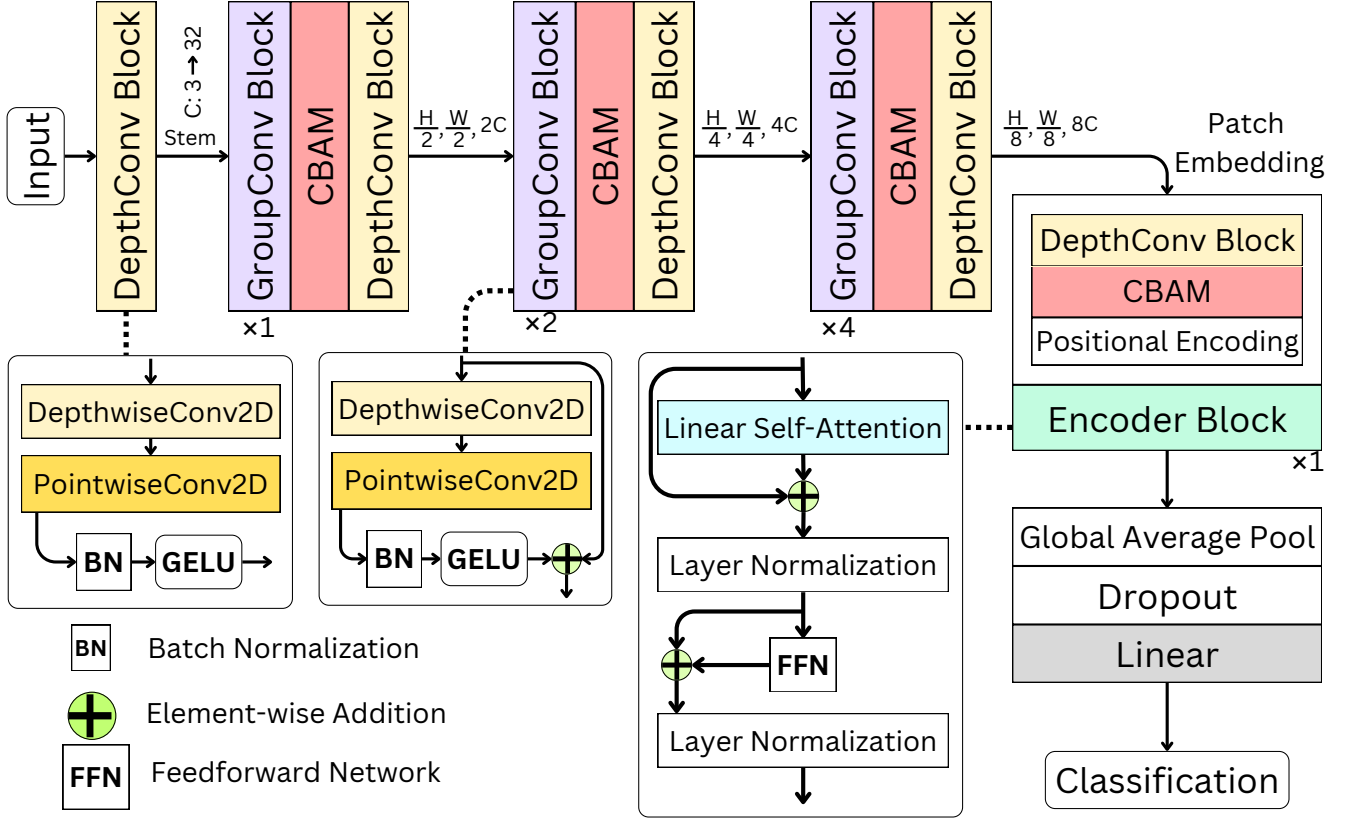 Input
DepthConv Block
C: 3 → 32
Stem
GroupConv Block
CBAM
DepthConv Block
×1
H/2, W/2, 2C
GroupConv Block
CBAM
DepthConv Block
×2
H/4, W/4, 4C
GroupConv Block
CBAM
DepthConv Block
×4
H/8, W/8, 8C
Patch
Embedding
DepthConv Block
CBAM
Positional Encoding
Encoder Block
×1
Global Average Pool
Dropout
Linear
Classification
DepthwiseConv2D
PointwiseConv2D
BN
GELU
DepthwiseConv2D
PointwiseConv2D
BN
GELU
Linear Self-Attention
Layer Normalization
FFN
Layer Normalization
BN Batch Normalization
Element-wise Addition
FFN Feedforward Network